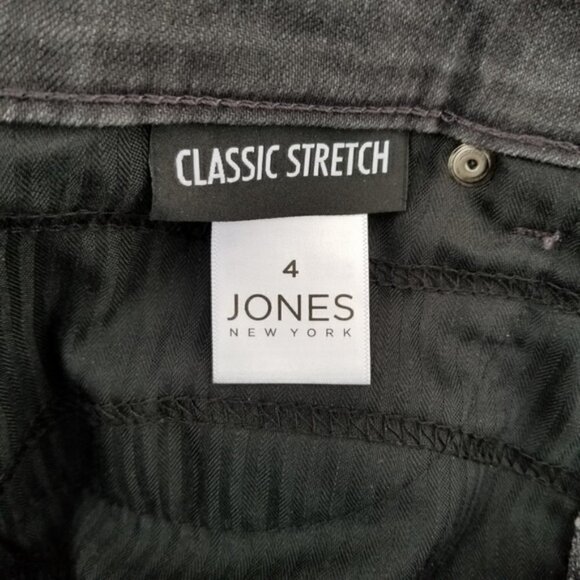 CLASSIC STRETCH
4
JONES
NEW YORK